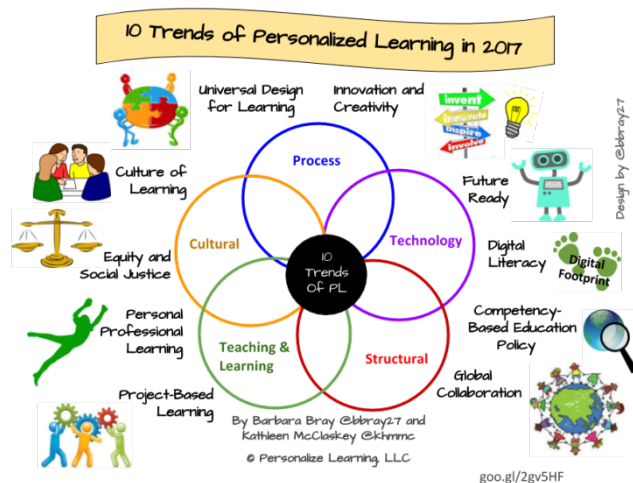 10 Trends of Personalized Learning in 2017
Universal Design
for Learning
Innovation and
Creativity
invent
innovate
inspire
involve
Design by @bbray27
Process
Culture of
Learning
Future
Ready
Cultural
Technology
10
Trends
Of PL
Equity and
Social Justice
Digital
Literacy
Digital
Footprint
Personal
Professional
Learning
Competency-
Based Education
Policy
Teaching &
Learning
Structural
Project-Based
Learning
Global
Collaboration
By Barbara Bray @bbray27 and
Kathleen McClaskey @khmmc
© Personalize Learning, LLC
goo.gl/2gv5HF